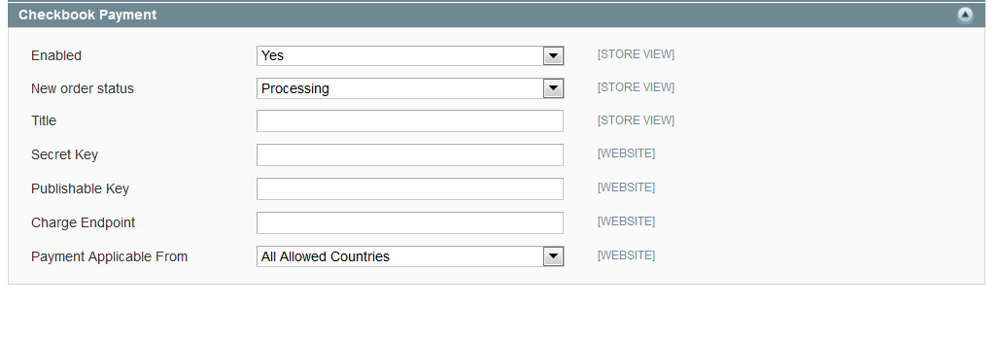 Checkbook Payment
Enabled Yes [STORE VIEW]
New order status Processing [STORE VIEW]
Title [STORE VIEW]
Secret Key [WEBSITE]
Publishable Key [WEBSITE]
Charge Endpoint [WEBSITE]
Payment Applicable From All Allowed Countries [WEBSITE]